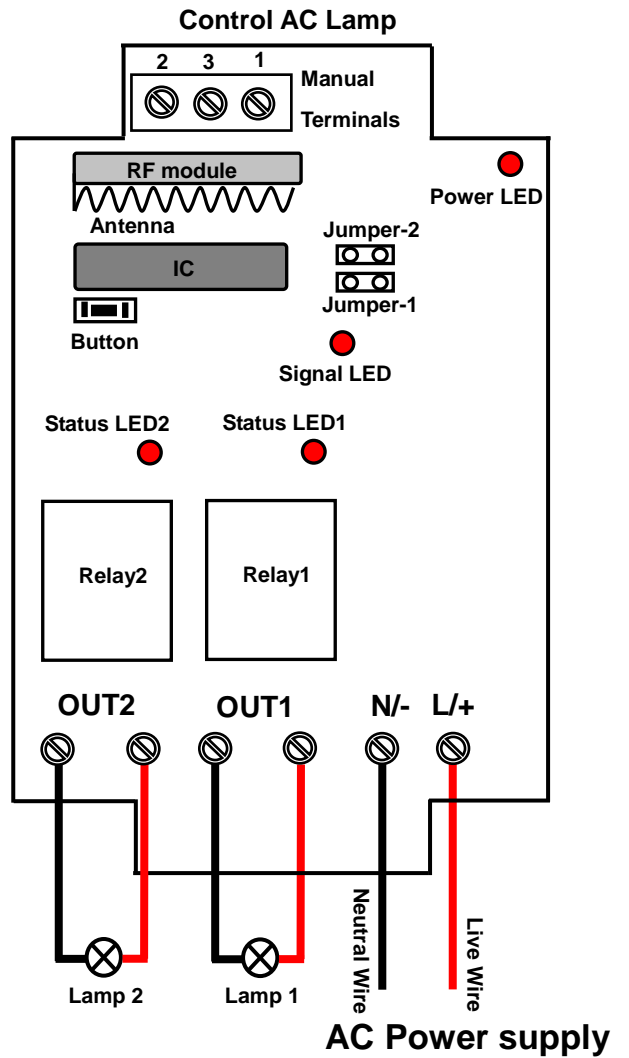 Control AC Lamp
2 3 1
Manual
Terminals
RF module
Power LED
Antenna
Jumper-2
IC
Jumper-1
Button
Signal LED
Status LED2 Status LED1
Relay2 Relay1
OUT2 OUT1 N/- L/+
Neutral Wire
Live Wire
Lamp 2 Lamp 1
AC Power supply